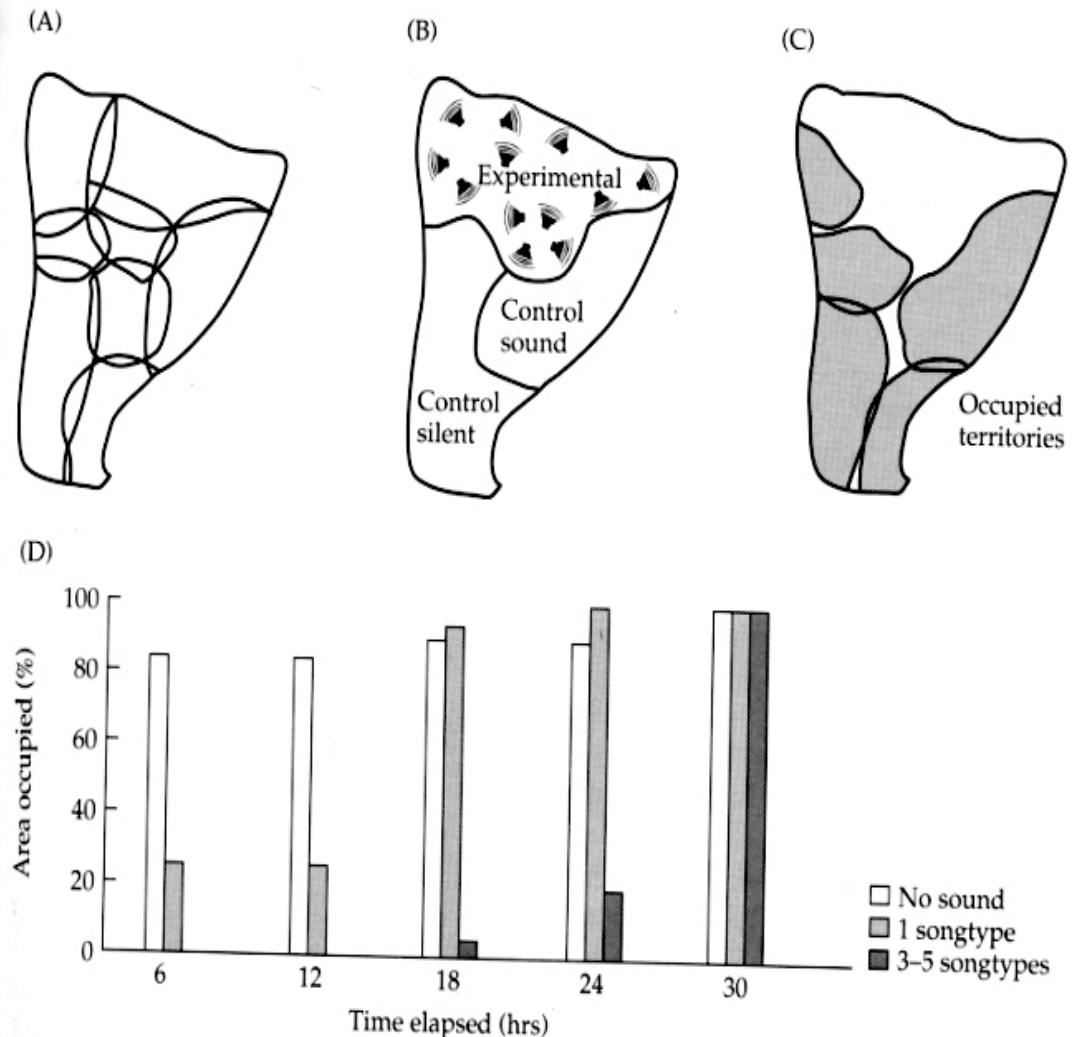 (A)
(B)
(C)
Experimental
Control
sound
Control
silent
Occupied
territories
(D)
Area occupied (%)
100
80
60
40
20
0
6
12
18
24
30
Time elapsed (hrs)
No sound
1 songtype
3–5 songtypes